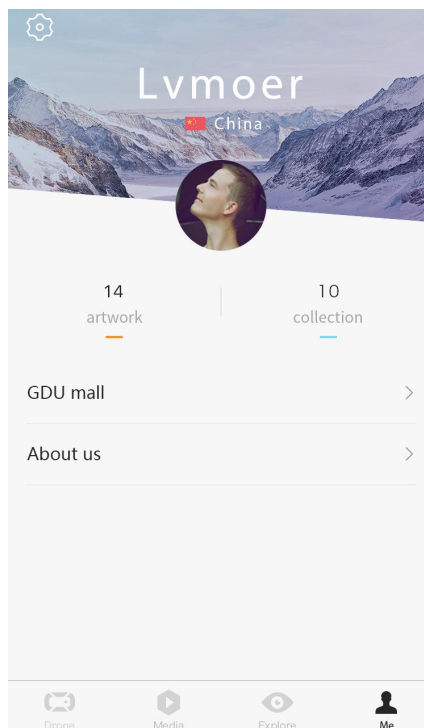 Lvmoer
China
14
artwork
10
collection
GDU mall
About us
Drone
Media
Explore
Me